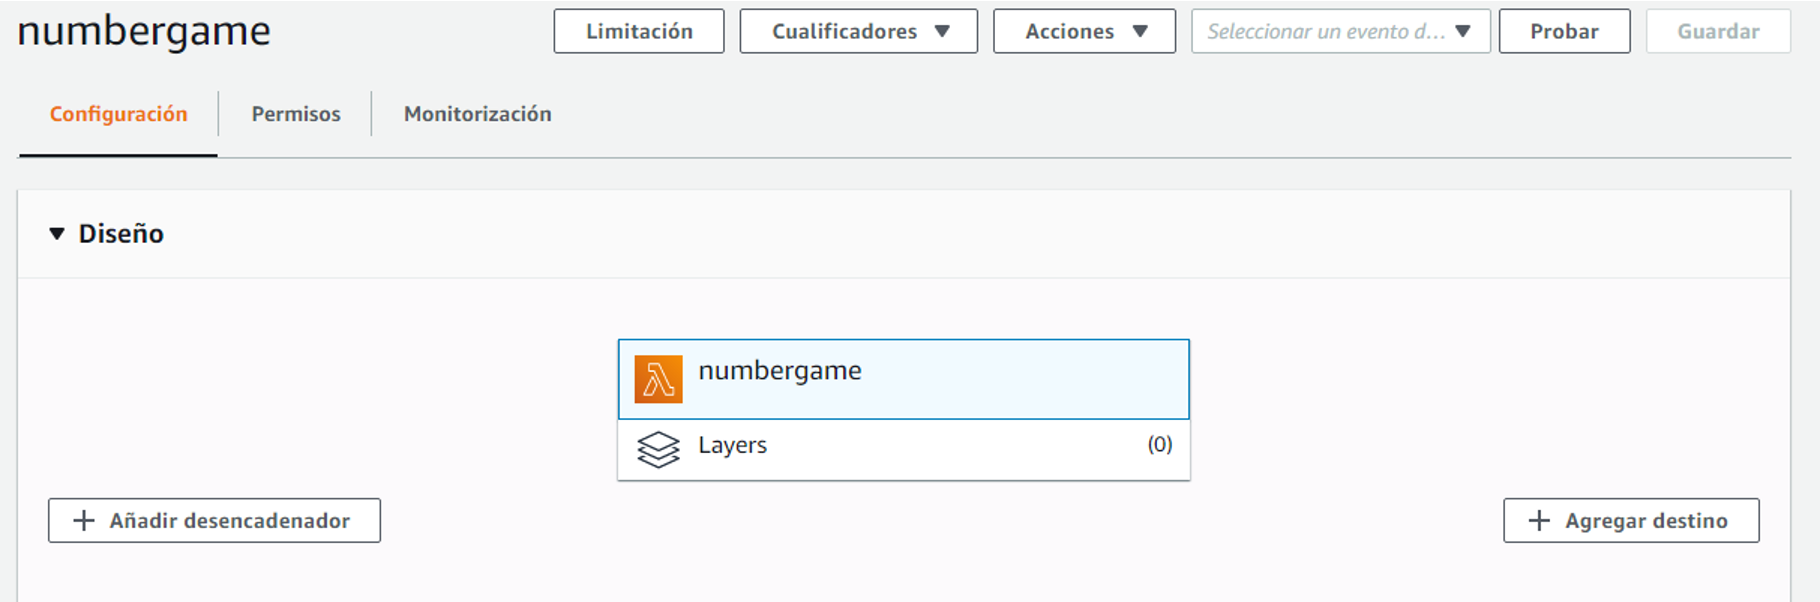 numbergame
Limitación
Cualificadores
Acciones
Seleccionar un evento d...
Probar
Guardar
Configuración
Permisos
Monitorización
Diseño
numbergame
Layers (0)
Añadir desencadenador
Agregar destino